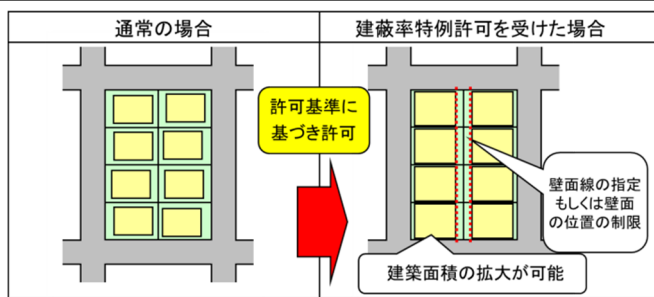 通常の場合
建蔽率特例許可を受けた場合
許可基準に
基づき許可
壁面線の指定
もしくは壁面
の位置の制限
建築面積の拡大が可能